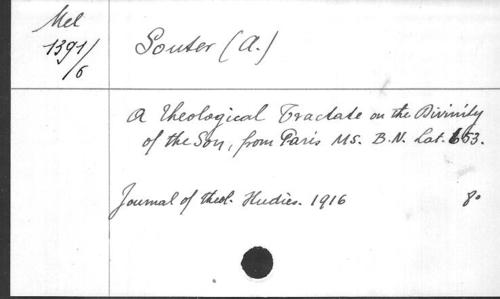 Mel
1391/6
Souter (A.)
A Theological Tractate on the Divinity
of the Son, from Paris Ms. B.N. Lat. 653.
Journal of theol. Studies. 1916 8°